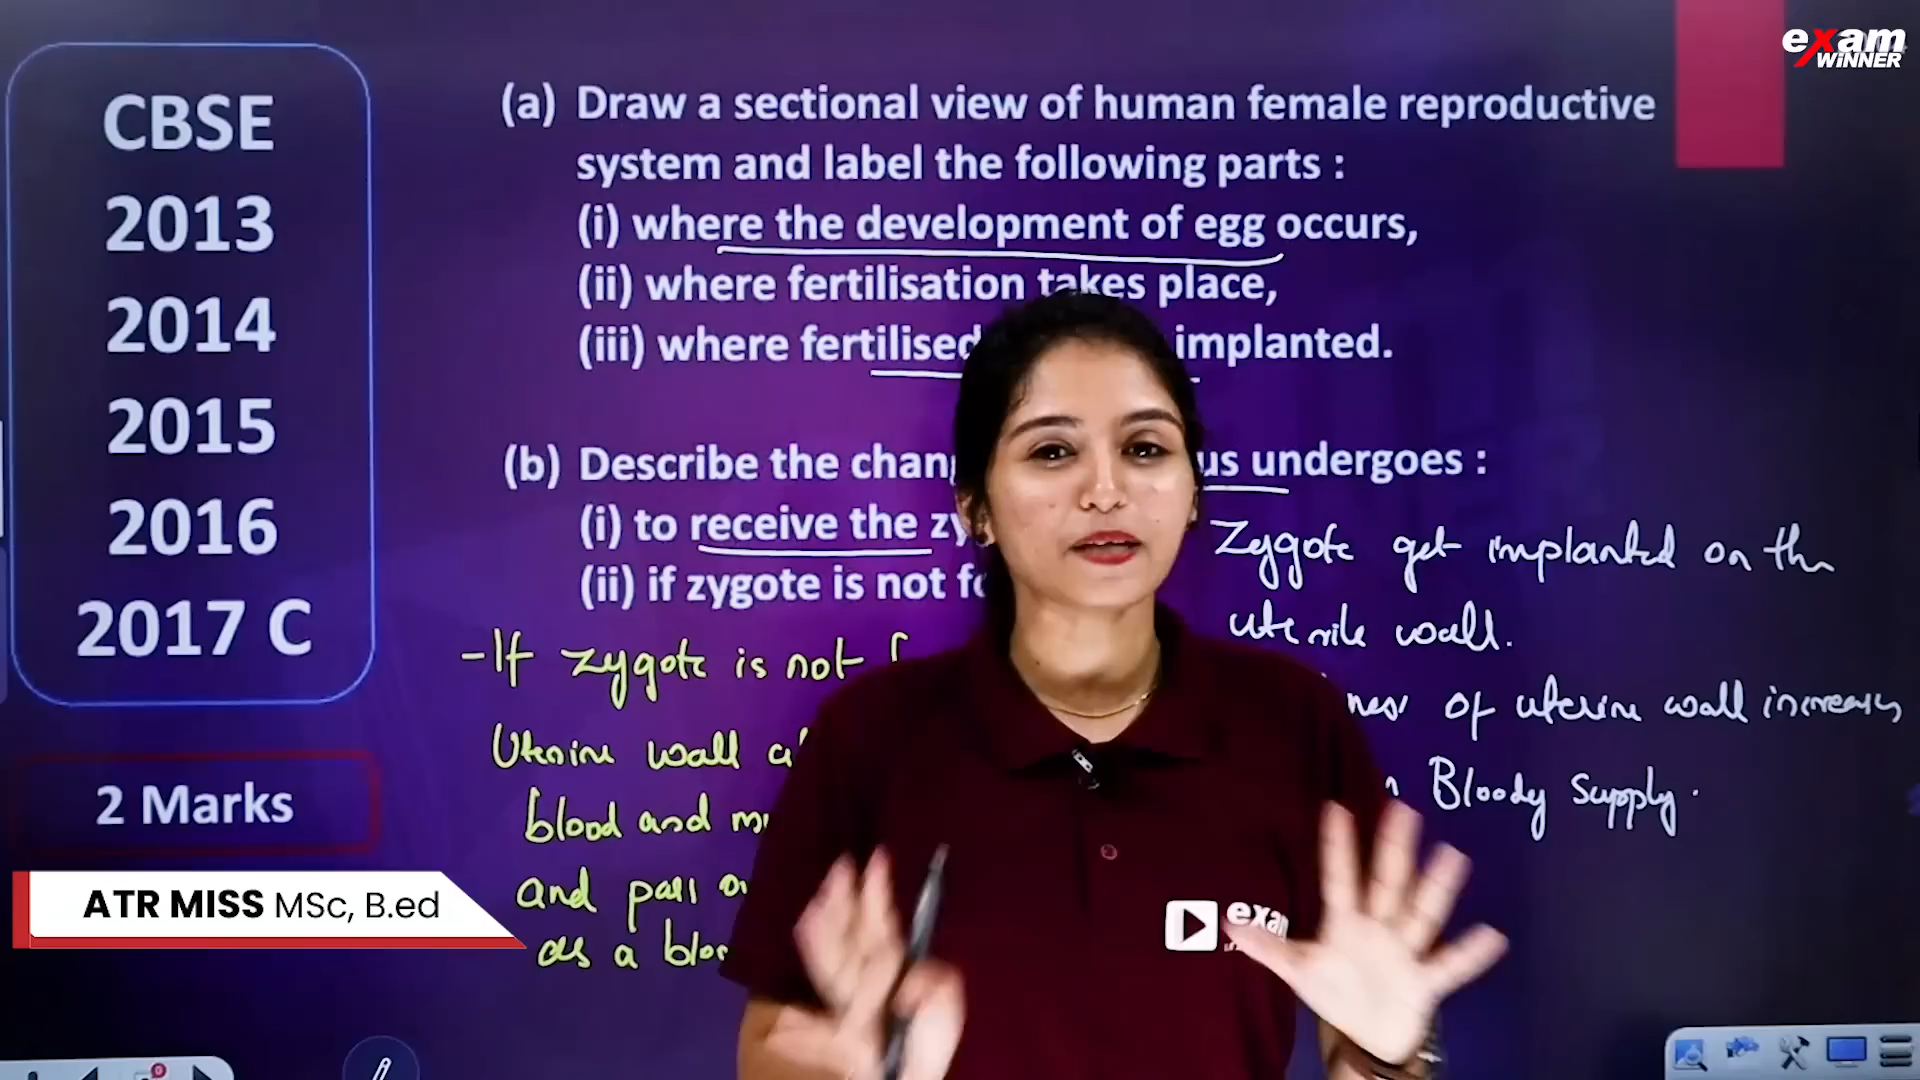 exam
WINNER
CBSE
2013
2014
2015
2016
2017 C
2 Marks
(a) Draw a sectional view of human female reproductive
system and label the following parts :
(i) where the development of egg occurs,
(ii) where fertilisation takes place,
(iii) where fertilised implanted.
(b) Describe the undergoes :
(i) to receive the
(ii) if zygote is not
Zygote get implanted on the
uterine wall.
of uterine wall increases
Bloody Supply.
-If zygote is not
Uterine wall
blood and
and pass
as a
ATR MISS MSc, B.ed